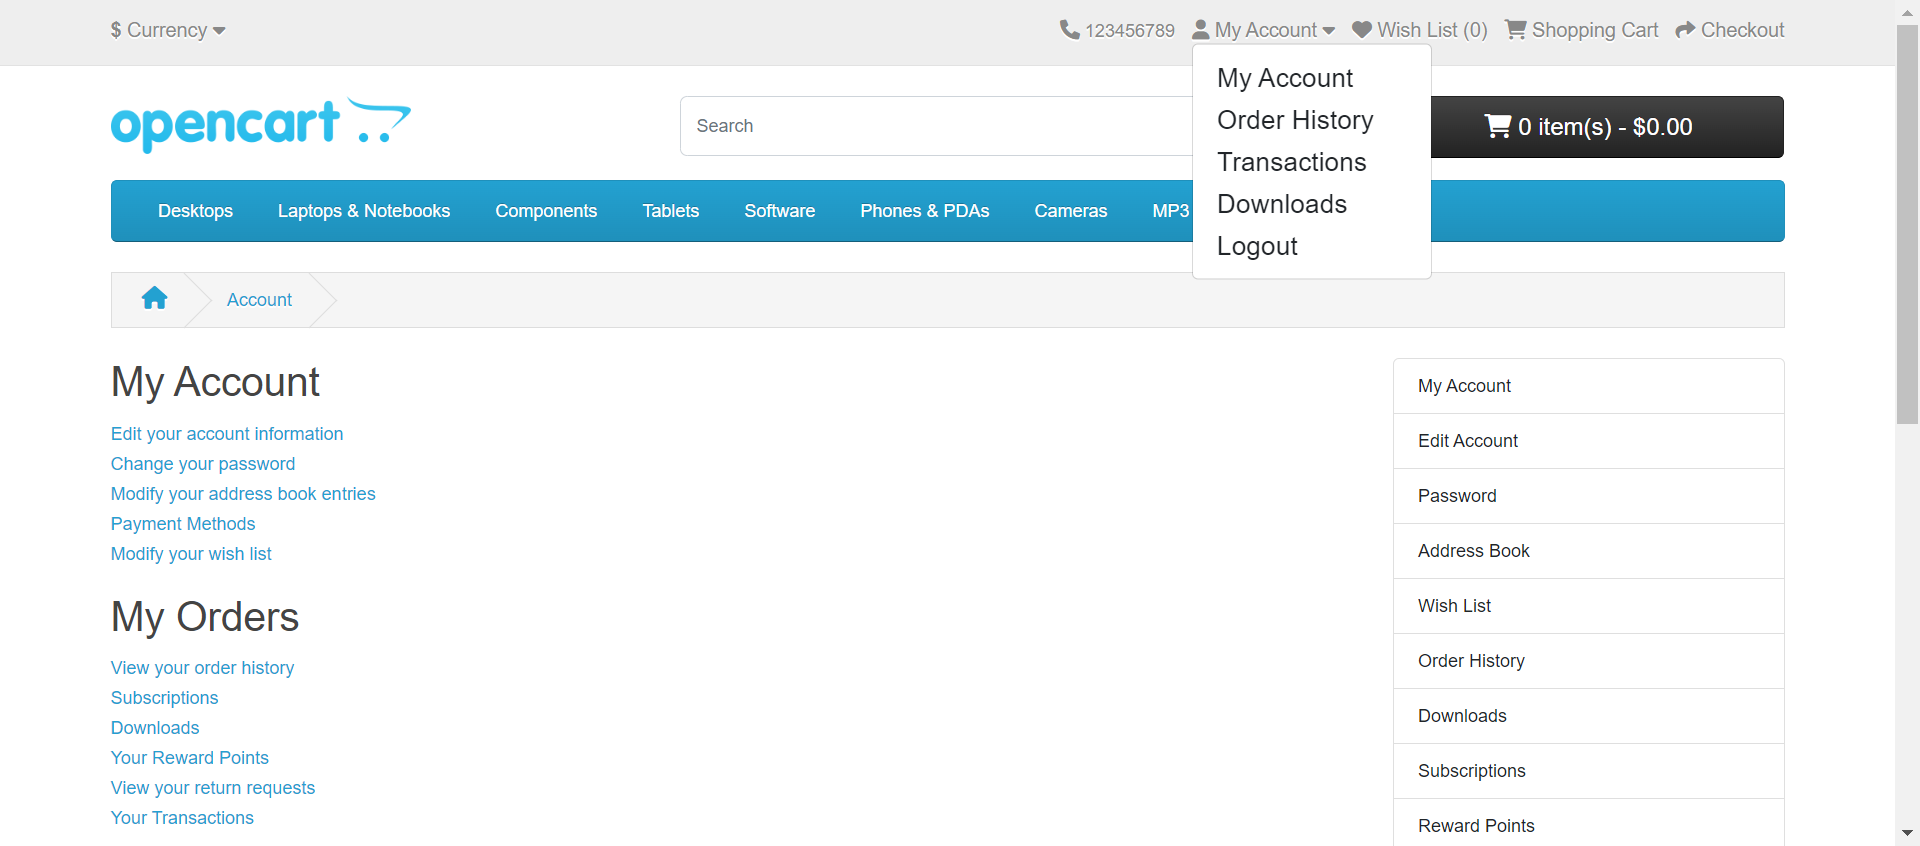 $ Currency
123456789 My Account Wish List (0) Shopping Cart Checkout
opencart
Search
0 item(s) - $0.00
My Account
Order History
Transactions
Downloads
Logout
Desktops Laptops & Notebooks Components Tablets Software Phones & PDAs Cameras MP3
Account
My Account
Edit your account information
Change your password
Modify your address book entries
Payment Methods
Modify your wish list
My Orders
View your order history
Subscriptions
Downloads
Your Reward Points
View your return requests
Your Transactions
My Account
Edit Account
Password
Address Book
Wish List
Order History
Downloads
Subscriptions
Reward Points